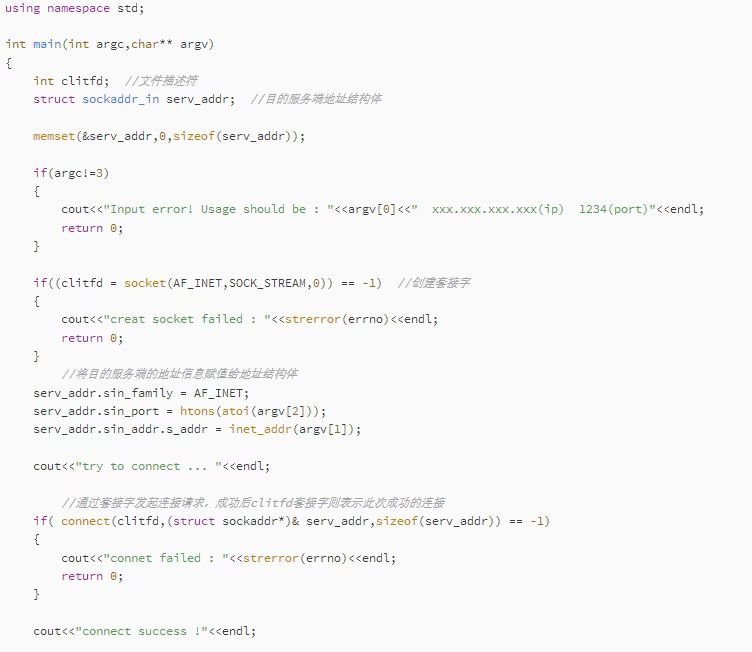 using namespace std;
int main(int argc,char** argv)
{
int clitfd; //文件描述符
struct sockaddr_in serv_addr; //目的服务端地址结构体
memset(&serv_addr,0,sizeof(serv_addr));
if(argc!=3)
{
cout<<"Input error! Usage should be : "<<argv[0]<<" xxx.xxx.xxx.xxx(ip) 1234(port)"<<endl;
return 0;
}
if((clitfd = socket(AF_INET,SOCK_STREAM,0)) == -1) //创建套接字
{
cout<<"creat socket failed : "<<strerror(errno)<<endl;
return 0;
}
//将目的服务端的地址信息赋值给地址结构体
serv_addr.sin_family = AF_INET;
serv_addr.sin_port = htons(atoi(argv[2]));
serv_addr.sin_addr.s_addr = inet_addr(argv[1]);
cout<<"try to connect ... "<<endl;
//通过套接字发起连接请求，成功后clitfd套接字则表示此次成功的连接
if( connect(clitfd,(struct sockaddr*)& serv_addr,sizeof(serv_addr)) == -1)
{
cout<<"connet failed : "<<strerror(errno)<<endl;
return 0;
}
cout<<"connect success !"<<endl;